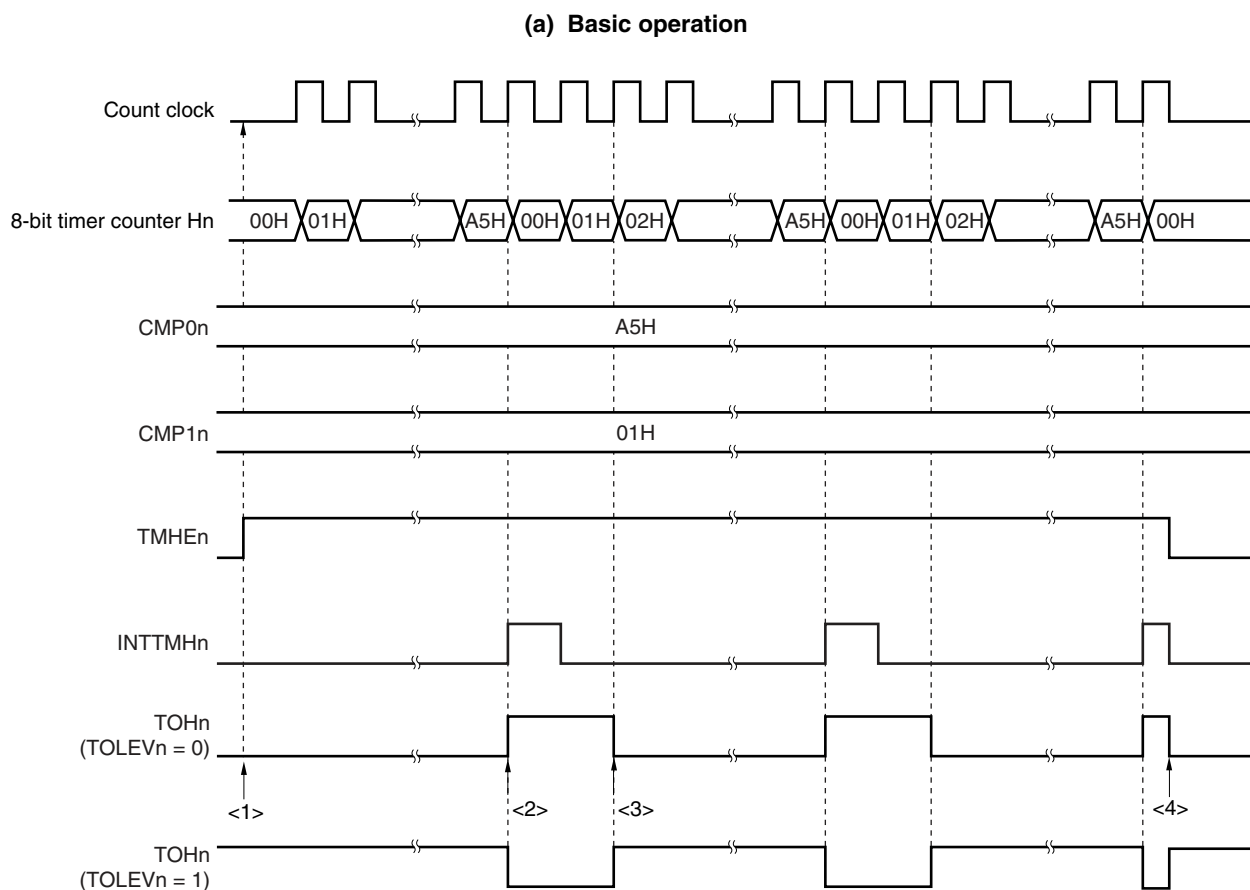 (a) Basic operation
Count clock
8-bit timer counter Hn
00H 01H A5H 00H 01H 02H A5H 00H 01H 02H A5H 00H
CMP0n
A5H
CMP1n
01H
TMHEn
INTTMHn
TOHn
(TOLEVn = 0)
<1> <2> <3> <4>
TOHn
(TOLEVn = 1)